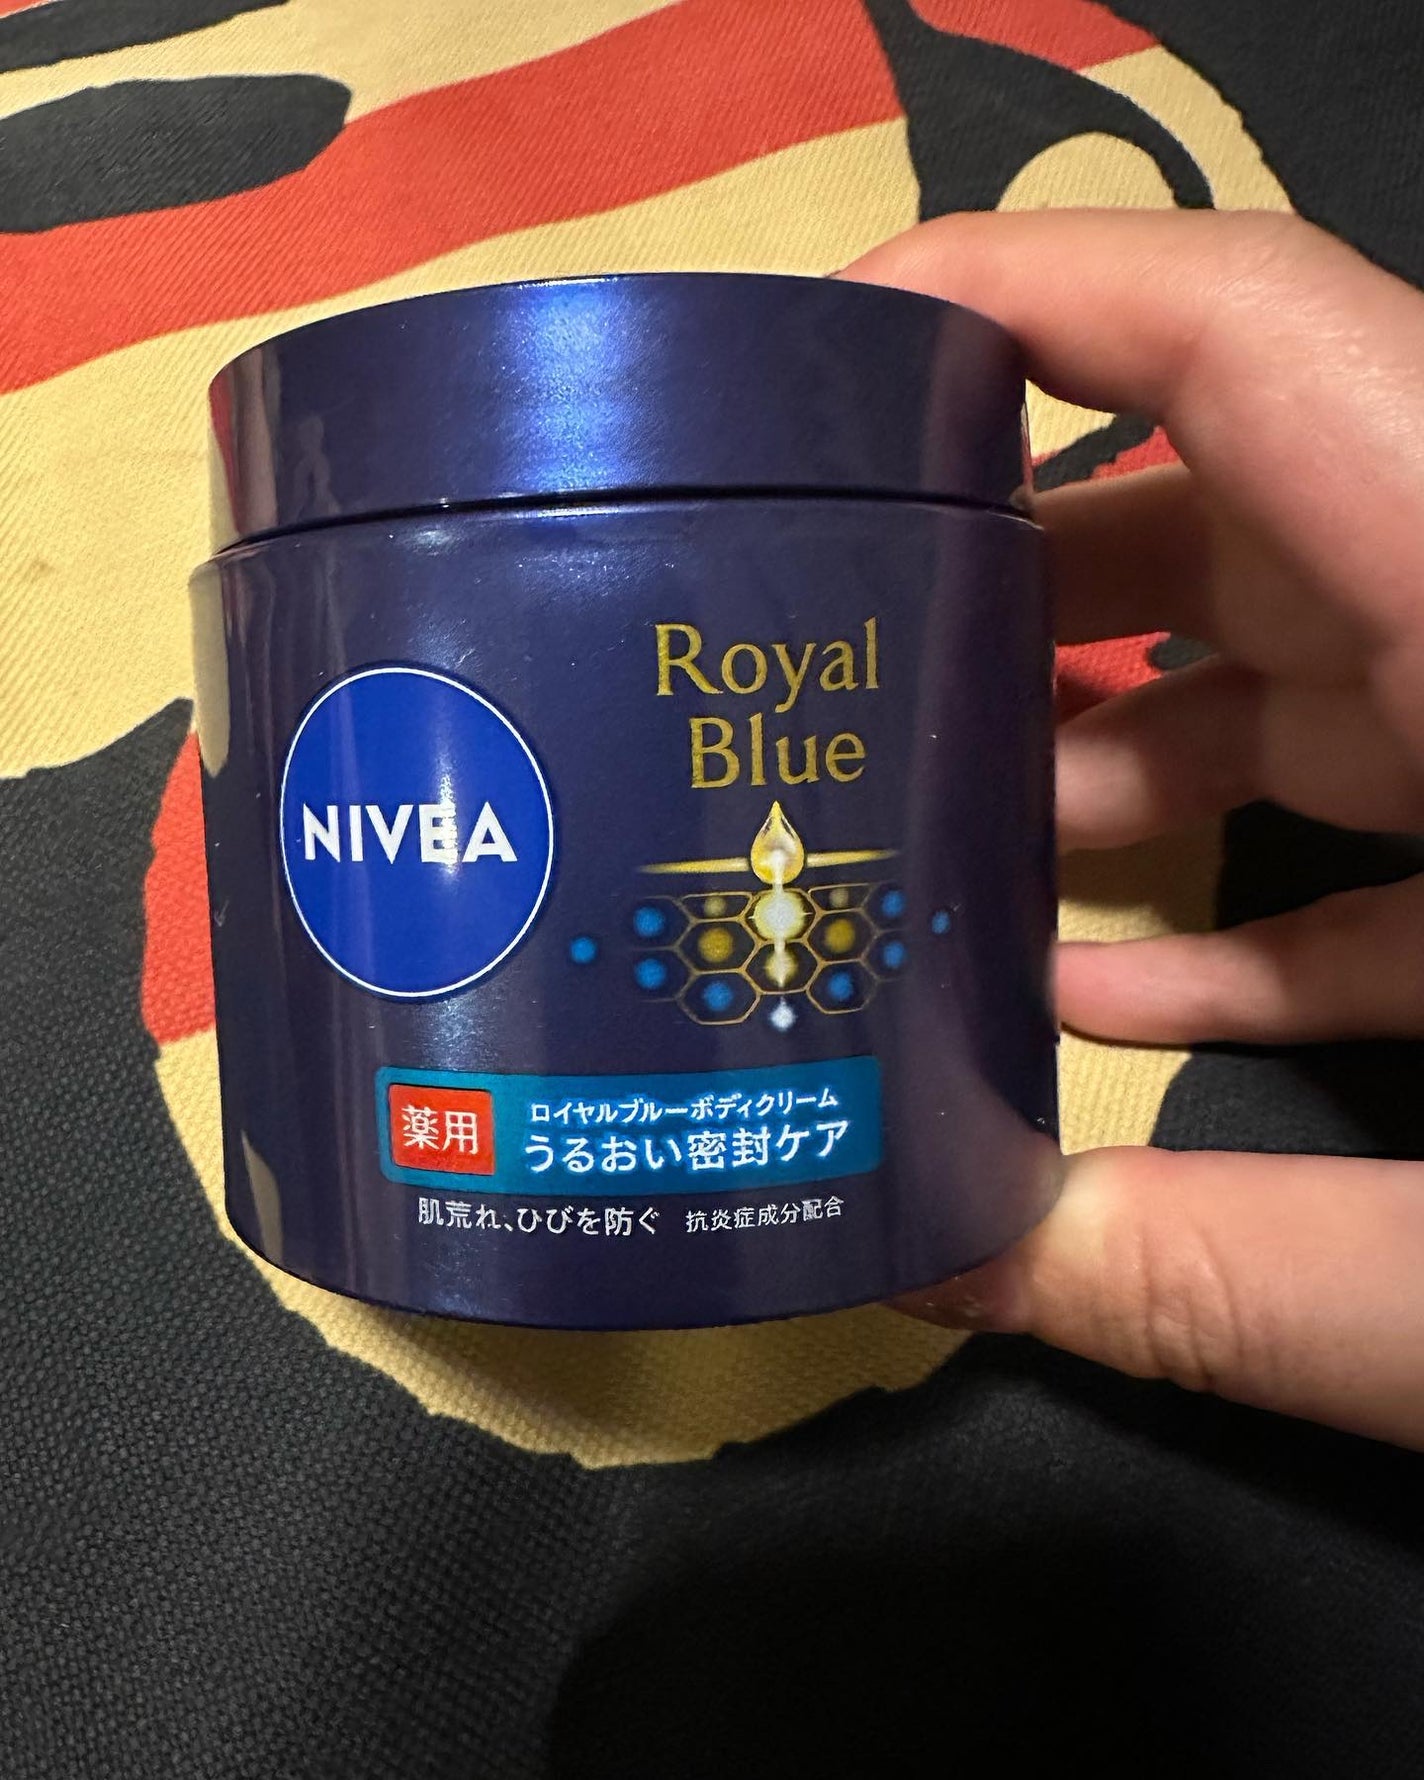 NIVEA
Royal
Blue
薬用
ロイヤルブルーボディクリーム
うるおい密封ケア
肌荒れ、ひびを防ぐ 抗炎症成分配合